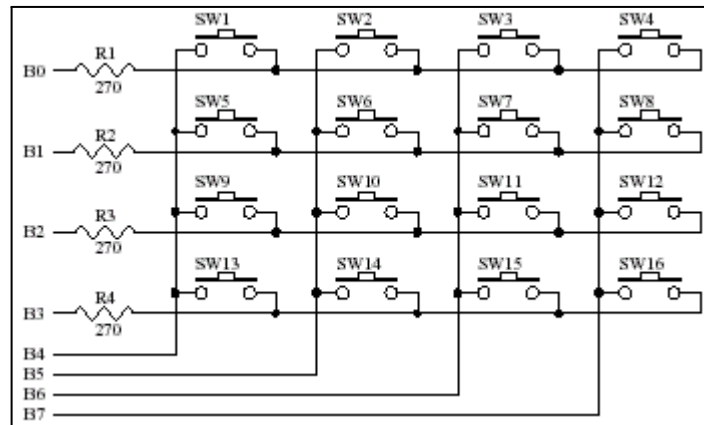 SW1 SW2 SW3 SW4
R1
B0
270
SW5 SW6 SW7 SW8
R2
B1
270
SW9 SW10 SW11 SW12
R3
B2
270
SW13 SW14 SW15 SW16
R4
B3
270
B4
B5
B6
B7